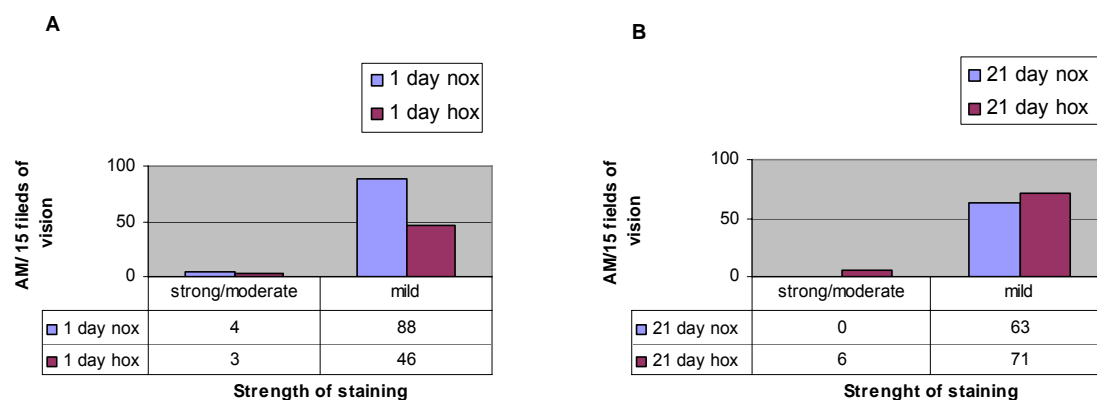 A
1 day nox
1 day hox
AM/ 15 fileds of
vision
100
50
0
strong/moderate mild
1 day nox 4 88
1 day hox 3 46
Strength of staining
B
21 day nox
21 day hox
AM/15 fields of
vision
100
50
0
strong/moderate mild
21 day nox 0 63
21 day hox 6 71
Strenght of staining